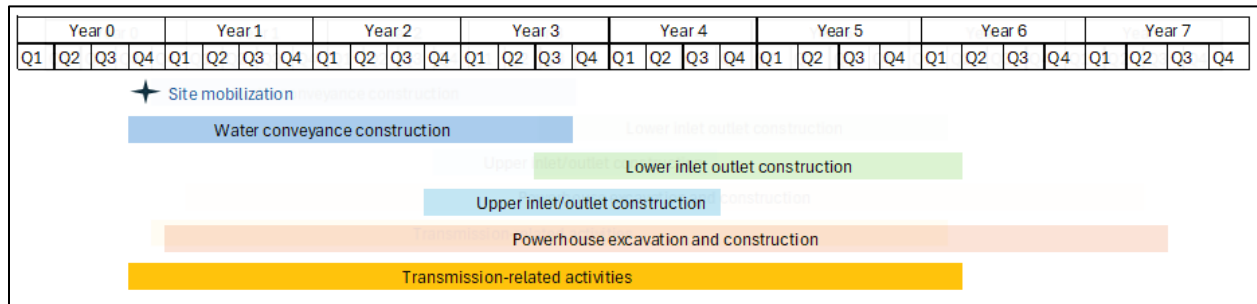 Year 0 Year 1 Year 2 Year 3 Year 4 Year 5 Year 6 Year 7
Q1 Q2 Q3 Q4 Q1 Q2 Q3 Q4 Q1 Q2 Q3 Q4 Q1 Q2 Q3 Q4 Q1 Q2 Q3 Q4 Q1 Q2 Q3 Q4 Q1 Q2 Q3 Q4 Q1 Q2 Q3 Q4
Site mobilization
Water conveyance construction
Lower inlet outlet construction
Upper inlet/outlet construction
Powerhouse excavation and construction
Transmission-related activities